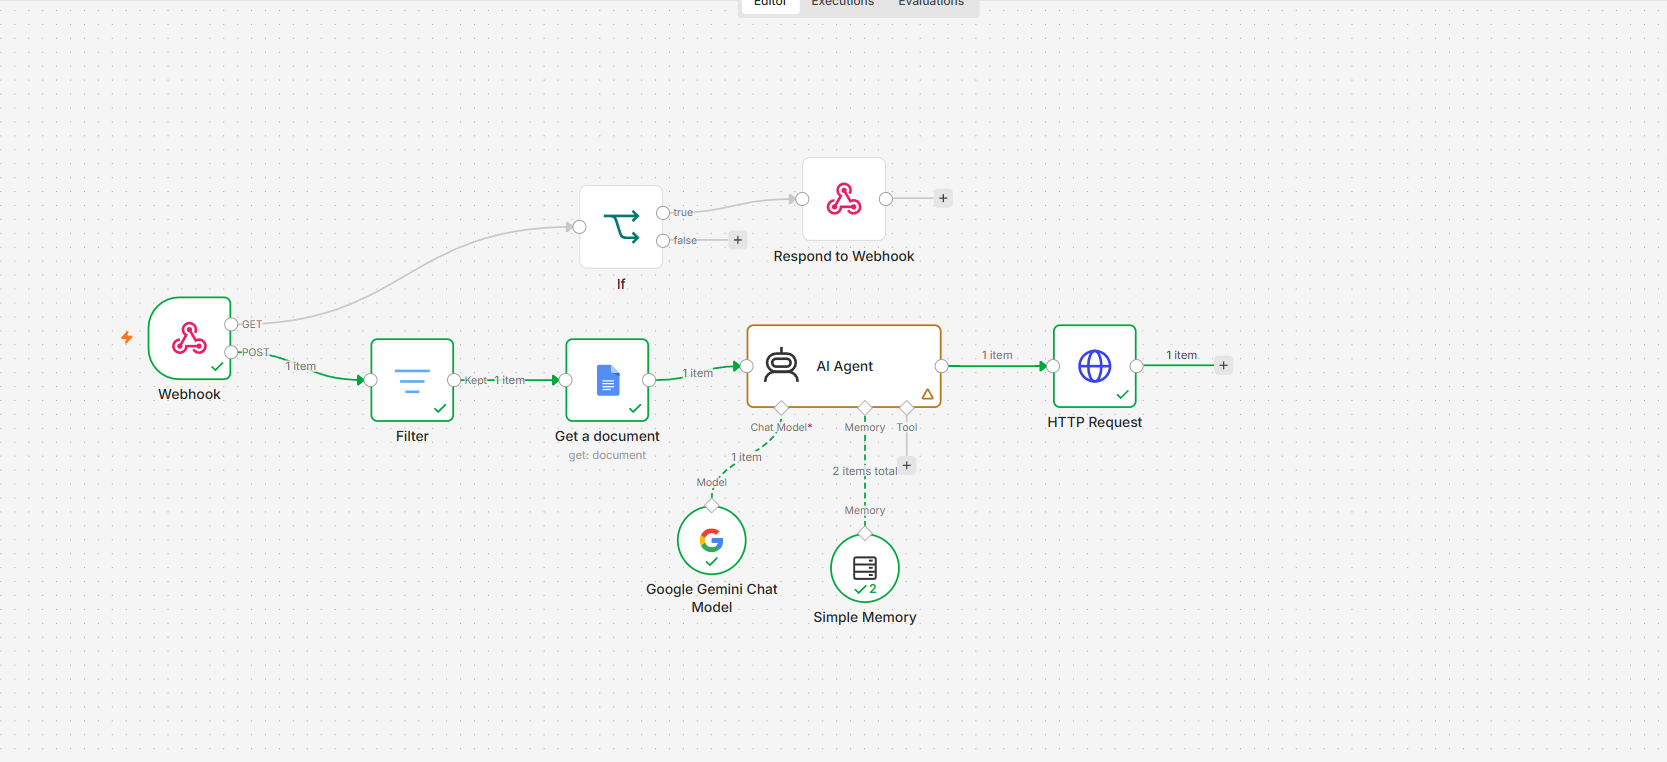 Editor Executions Evaluations
true
false
Respond to Webhook
If
GET
POST
1 item
Webhook
Kept 1 item
Filter
Get a document
get: document
1 item
AI Agent
Chat Model*
Memory
Tool
1 item
Model
2 items total
Memory
Google Gemini Chat
Model
2
Simple Memory
1 item
HTTP Request
1 item